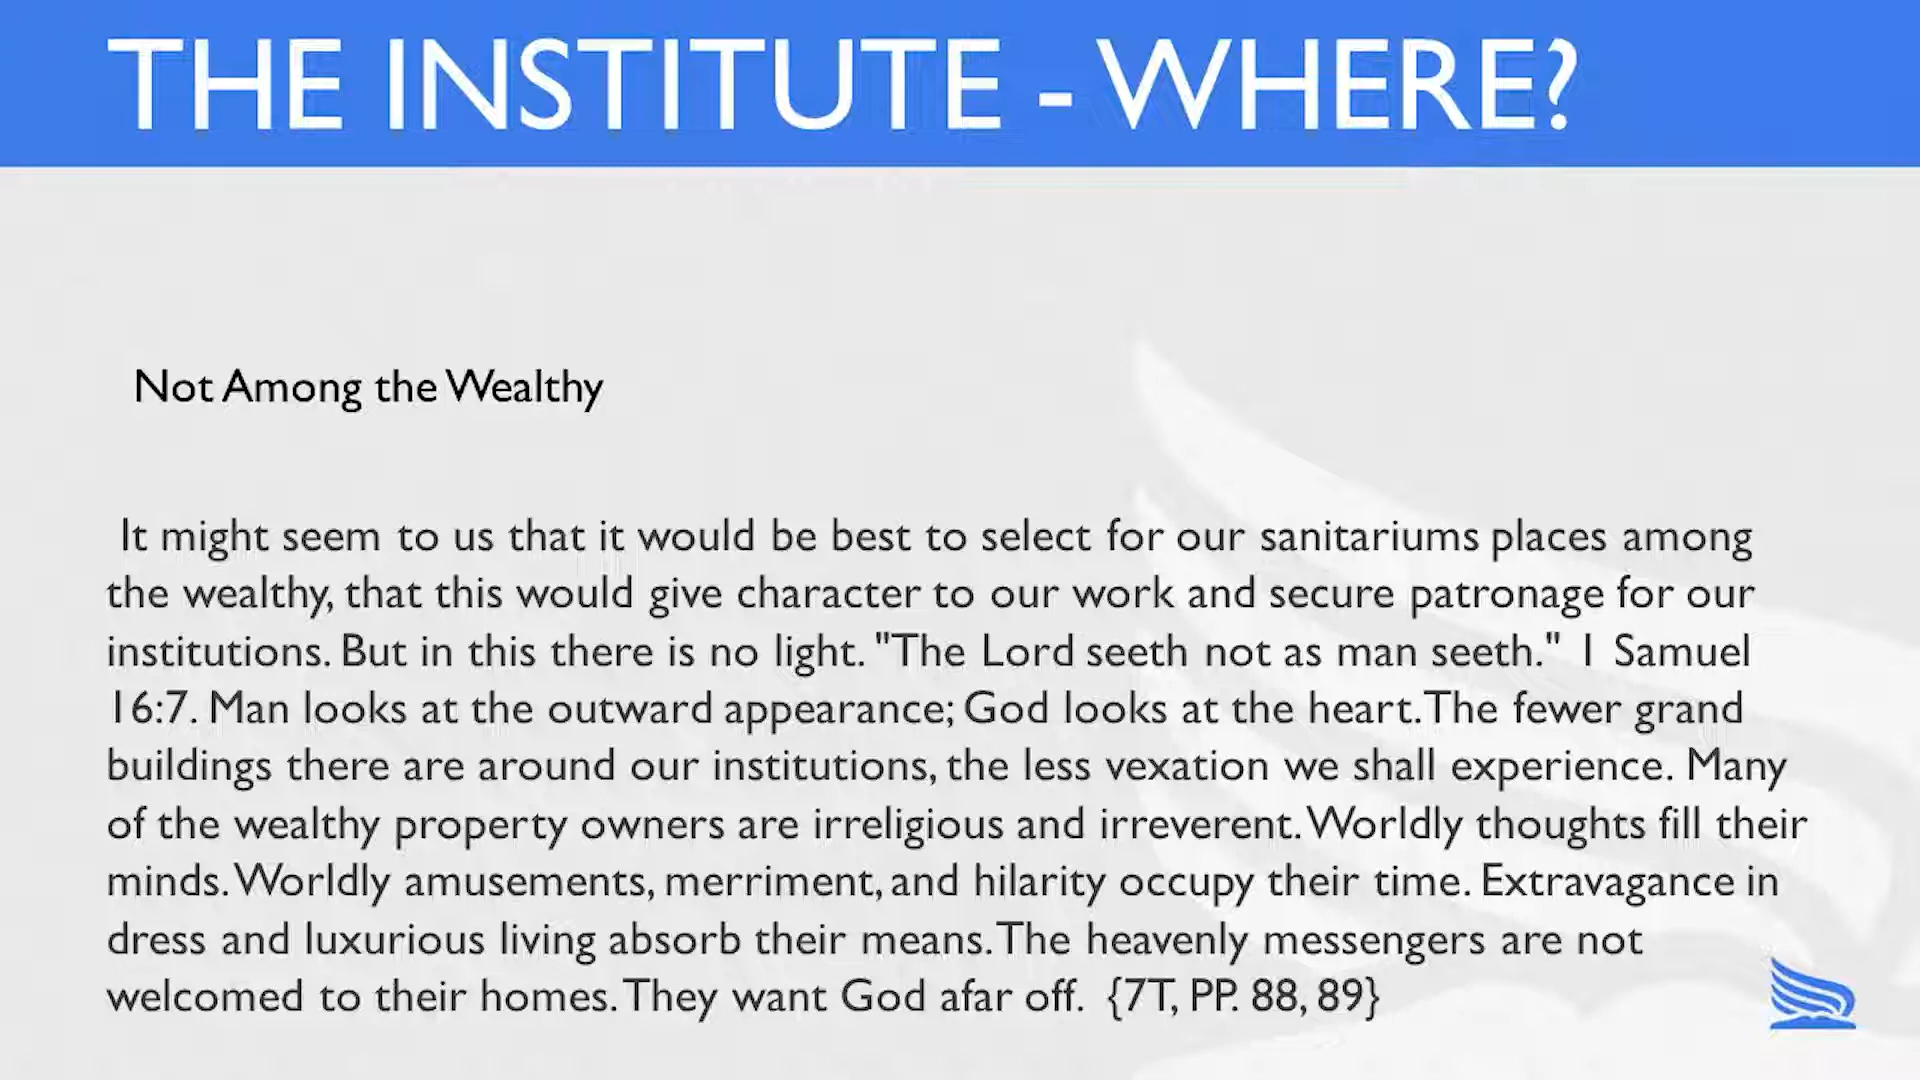 THE INSTITUTE - WHERE?
Not Among the Wealthy
It might seem to us that it would be best to select for our sanitariums places among
the wealthy, that this would give character to our work and secure patronage for our
institutions. But in this there is no light. "The Lord seeth not as man seeth." 1 Samuel
16:7. Man looks at the outward appearance; God looks at the heart. The fewer grand
buildings there are around our institutions, the less vexation we shall experience. Many
of the wealthy property owners are irreligious and irreverent. Worldly thoughts fill their
minds. Worldly amusements, merriment, and hilarity occupy their time. Extravagance in
dress and luxurious living absorb their means. The heavenly messengers are not
welcomed to their homes. They want God afar off. {7T, PP. 88, 89}